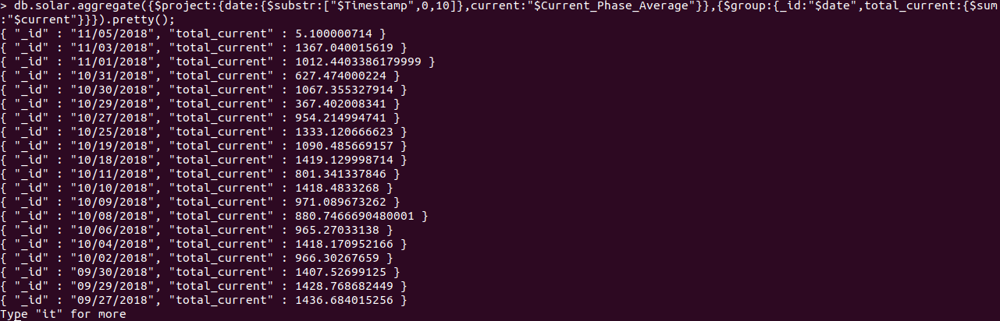 > db.solar.aggregate({$project:{date:{$substr:["$Timestamp",0,10]},current:"$Current_Phase_Average"}},{$group:{_id:"$date",total_current:{$sum
:"$current"}}}).pretty();
{ "_id" : "11/05/2018", "total_current" : 5.100000714 }
{ "_id" : "11/03/2018", "total_current" : 1367.040015619 }
{ "_id" : "11/01/2018", "total_current" : 1012.4403386179999 }
{ "_id" : "10/31/2018", "total_current" : 627.474000224 }
{ "_id" : "10/30/2018", "total_current" : 1067.355327914 }
{ "_id" : "10/29/2018", "total_current" : 367.402008341 }
{ "_id" : "10/27/2018", "total_current" : 954.214994741 }
{ "_id" : "10/25/2018", "total_current" : 1333.120666623 }
{ "_id" : "10/19/2018", "total_current" : 1090.485669157 }
{ "_id" : "10/18/2018", "total_current" : 1419.129998714 }
{ "_id" : "10/11/2018", "total_current" : 801.341337846 }
{ "_id" : "10/10/2018", "total_current" : 1418.4833268 }
{ "_id" : "10/09/2018", "total_current" : 971.089673262 }
{ "_id" : "10/08/2018", "total_current" : 880.7466690480001 }
{ "_id" : "10/06/2018", "total_current" : 965.27033138 }
{ "_id" : "10/04/2018", "total_current" : 1418.170952166 }
{ "_id" : "10/02/2018", "total_current" : 966.30267659 }
{ "_id" : "09/30/2018", "total_current" : 1407.52699125 }
{ "_id" : "09/29/2018", "total_current" : 1428.768682449 }
{ "_id" : "09/27/2018", "total_current" : 1436.684015256 }
Type "it" for more